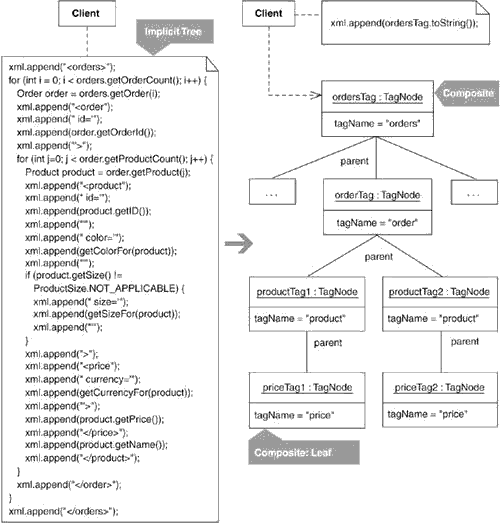 Client
Implicit Tree
xml.append("<orders>");
for (int i = 0; i < orders.getOrderCount(); i++) {
Order order = orders.getOrder(i);
xml.append("<order");
xml.append(" id='");
xml.append(order.getOrderId());
xml.append("'>");
for (int j=0; j < order.getProductCount(); j++) {
Product product = order.getProduct(j);
xml.append("<product");
xml.append(" id='");
xml.append(product.getID());
xml.append("'");
xml.append(" color='");
xml.append(getColorFor(product));
xml.append("'");
if (product.getSize() !=
ProductSize.NOT_APPLICABLE) {
xml.append(" size='");
xml.append(getSizeFor(product));
xml.append("'");
}
xml.append(">");
xml.append("<price");
xml.append(" currency='");
xml.append(getCurrencyFor(product));
xml.append("'>");
xml.append(product.getPrice());
xml.append("</price>");
xml.append(product.getName());
xml.append("</product>");
}
xml.append("</order>");
}
xml.append("</orders>");
Client
xml.append(ordersTag.toString());
Composite
ordersTag : TagNode
tagName = "orders"
parent
...
orderTag : TagNode
tagName = "order"
...
parent
productTag1 : TagNode
tagName = "product"
productTag2 : TagNode
tagName = "product"
parent
parent
priceTag1 : TagNode
tagName = "price"
priceTag2 : TagNode
tagName = "price"
Composite: Leaf